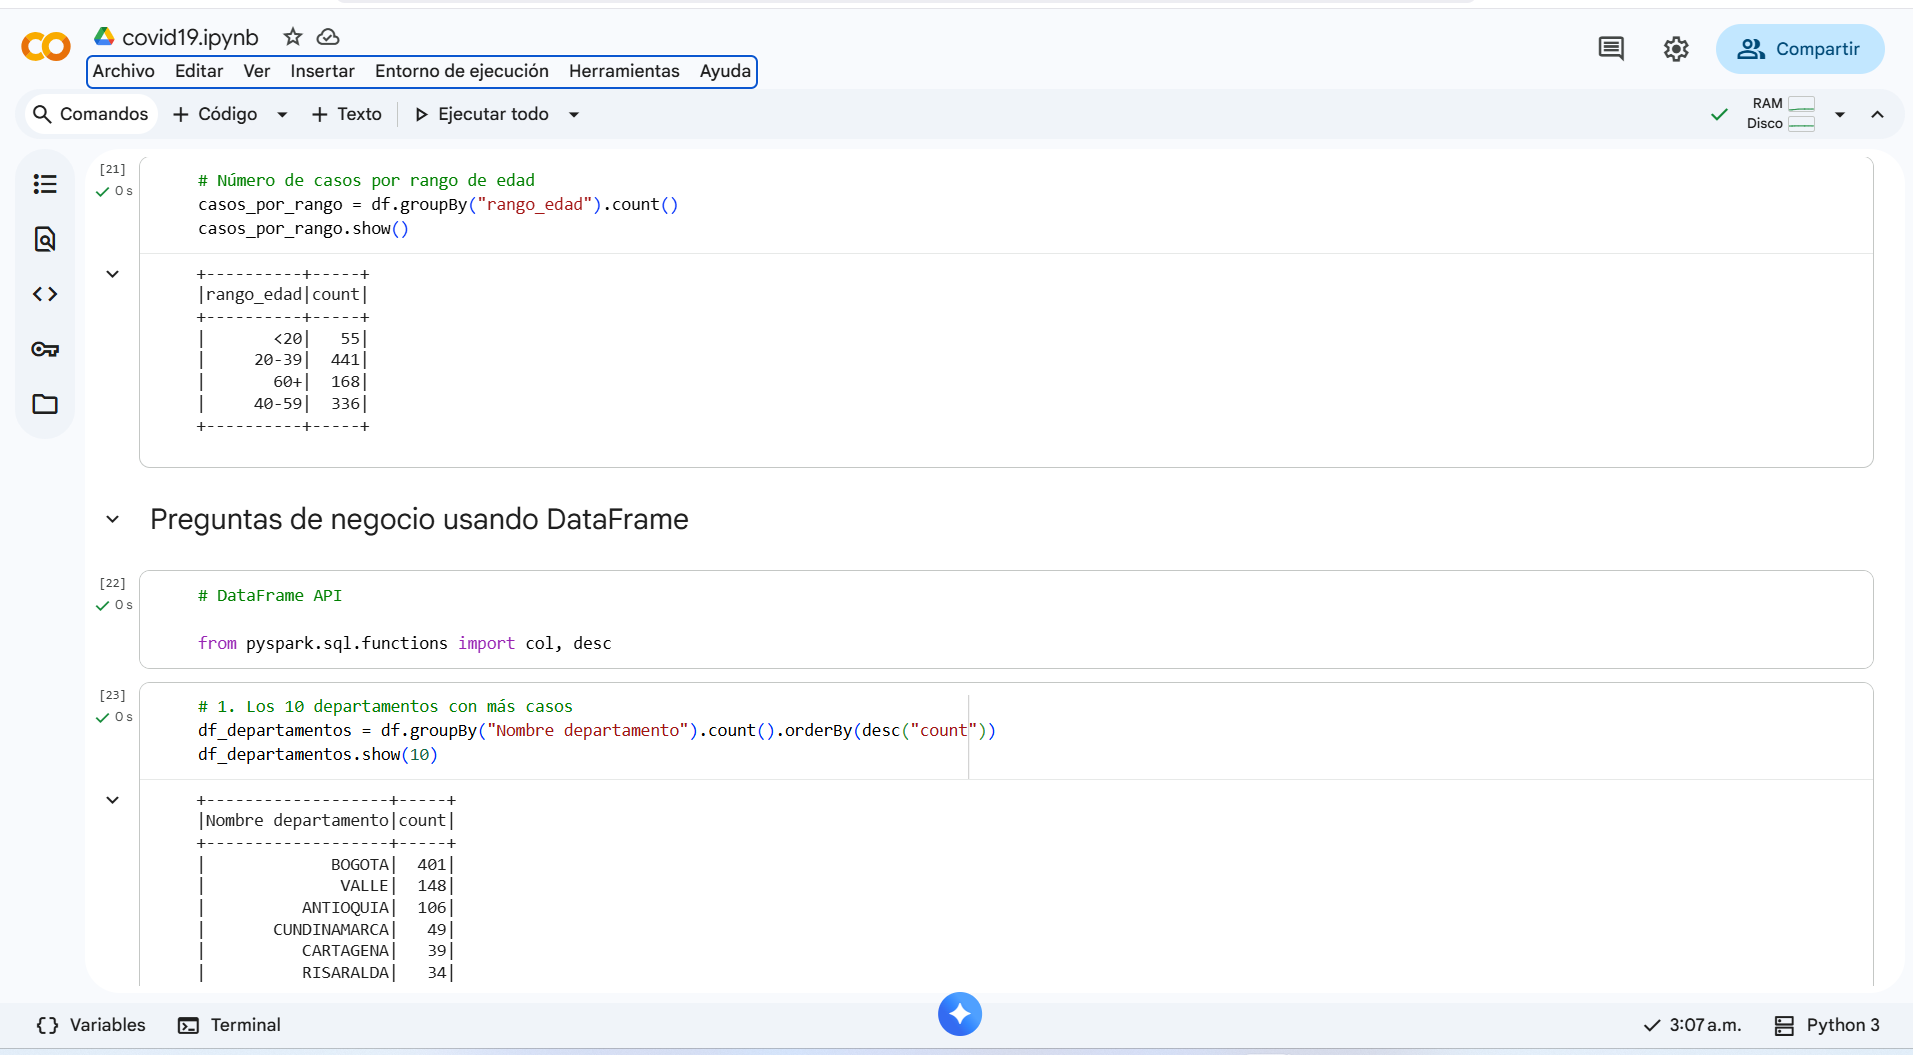 covid19.ipynb
Archivo Editar Ver Insertar Entorno de ejecución Herramientas Ayuda
Compartir
Comandos + Código + Texto Ejecutar todo
RAM
Disco
[21]
0 s
# Número de casos por rango de edad
casos_por_rango = df.groupBy("rango_edad").count()
casos_por_rango.show()
+----------+-----+
|rango_edad|count|
+----------+-----+
|       <20|   55|
|     20-39|  441|
|       60+|  168|
|     40-59|  336|
+----------+-----+
Preguntas de negocio usando DataFrame
[22]
0 s
# DataFrame API
from pyspark.sql.functions import col, desc
[23]
0 s
# 1. Los 10 departamentos con más casos
df_departamentos = df.groupBy("Nombre departamento").count().orderBy(desc("count"))
df_departamentos.show(10)
+-------------------+-----+
|Nombre departamento|count|
+-------------------+-----+
|             BOGOTA|  401|
|              VALLE|  148|
|          ANTIOQUIA|  106|
|       CUNDINAMARCA|   49|
|          CARTAGENA|   39|
|          RISARALDA|   34|
Variables Terminal
3:07 a.m. Python 3